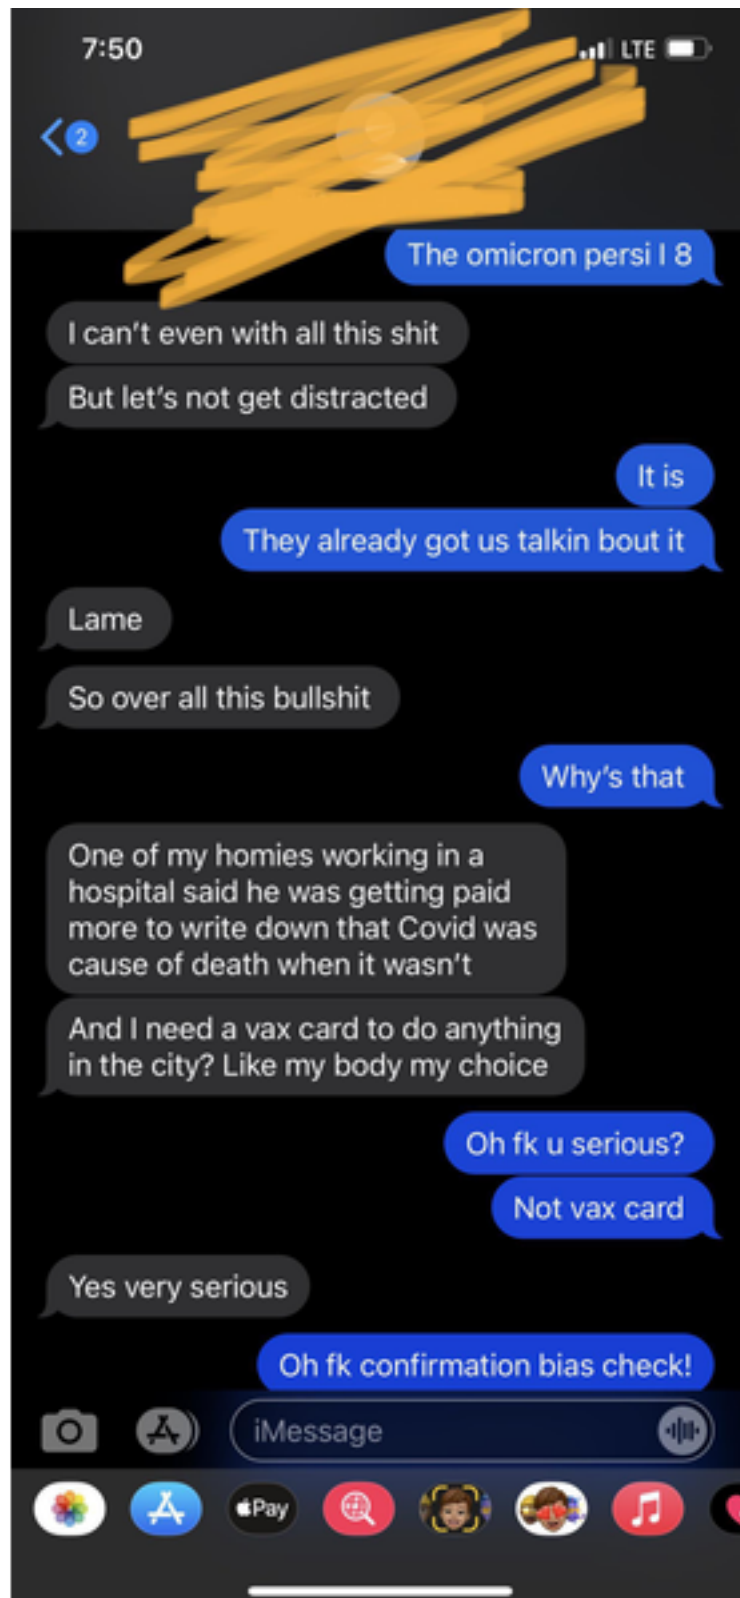 7:50
LTE
2
The omicron persi I 8
I can't even with all this shit
But let's not get distracted
It is
They already got us talkin bout it
Lame
So over all this bullshit
Why's that
One of my homies working in a
hospital said he was getting paid
more to write down that Covid was
cause of death when it wasn't
And I need a vax card to do anything
in the city? Like my body my choice
Oh fk u serious?
Not vax card
Yes very serious
Oh fk confirmation bias check!
iMessage
Pay